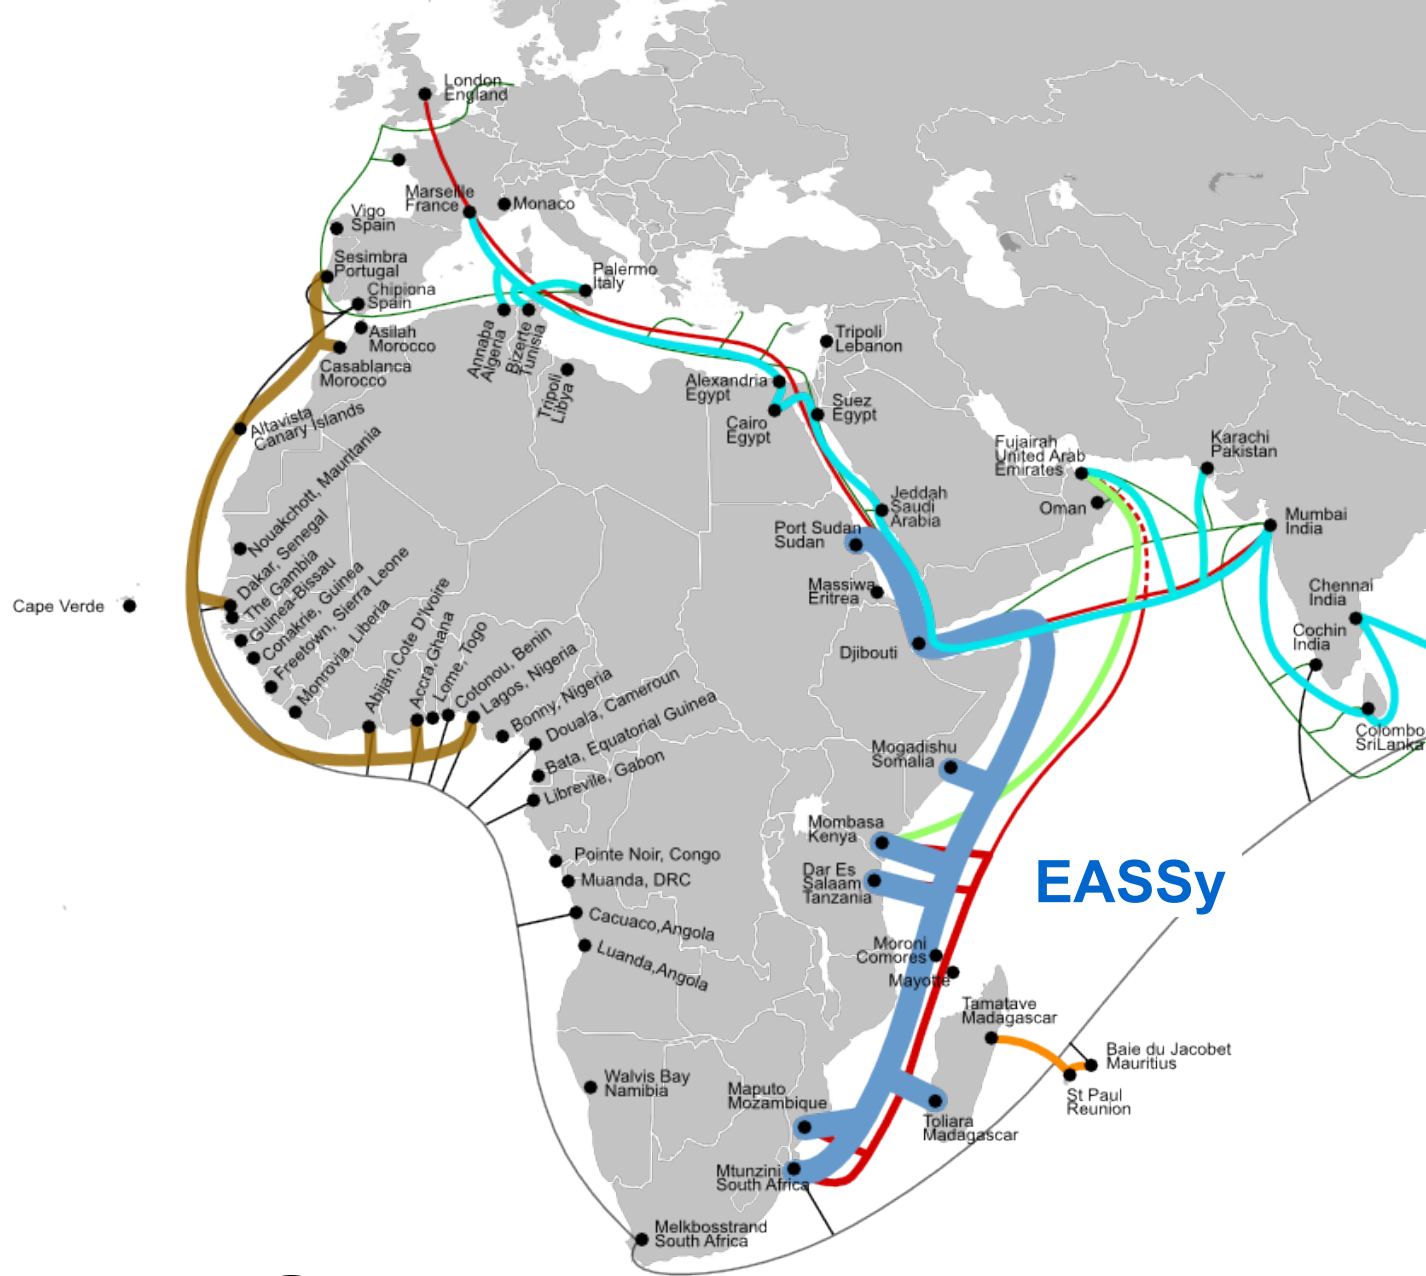 London
England
Marseille
France
Monaco
Vigo
Spain
Sesimbra
Portugal
Palermo
Italy
Chipiona
Spain
Asilah
Morocco
Casablanca
Morocco
Annaba
Algeria
Bizerte
Tunisia
Tripoli
Lebanon
Tripoli
Libya
Alexandria
Egypt
Cairo
Egypt
Suez
Egypt
Altavista
Canary Islands
Fujairah
United Arab
Emirates
Karachi
Pakistan
Oman
Mumbai
India
Jeddah
Saudi
Arabia
Port Sudan
Sudan
Massiwa
Eritrea
Djibouti
Chennai
India
Cochin
India
Colombo
SriLanka
Cape Verde
Nouakchott, Mauritania
Dakar, Senegal
The Gambia
Guinea-Bissau
Conakrie, Guinea
Freetown, Sierra Leone
Monrovia, Liberia
Abijan,Cote D'Ivoire
Accra,Ghana
Lome, Togo
Cotonou, Benin
Lagos, Nigeria
Bonny, Nigeria
Douala, Cameroun
Bata, Equatorial Guinea
Libreville, Gabon
Mogadishu
Somalia
Mombasa
Kenya
Dar Es
Salaam
Tanzania
EASSy
Pointe Noir, Congo
Muanda, DRC
Cacuaco,Angola
Luanda,Angola
Moroni
Comores
Mayotte
Tamatave
Madagascar
Baie du Jacobet
Mauritius
St Paul
Reunion
Walvis Bay
Namibia
Maputo
Mozambique
Toliara
Madagascar
Mtunzini
South Africa
Melkbosstrand
South Africa